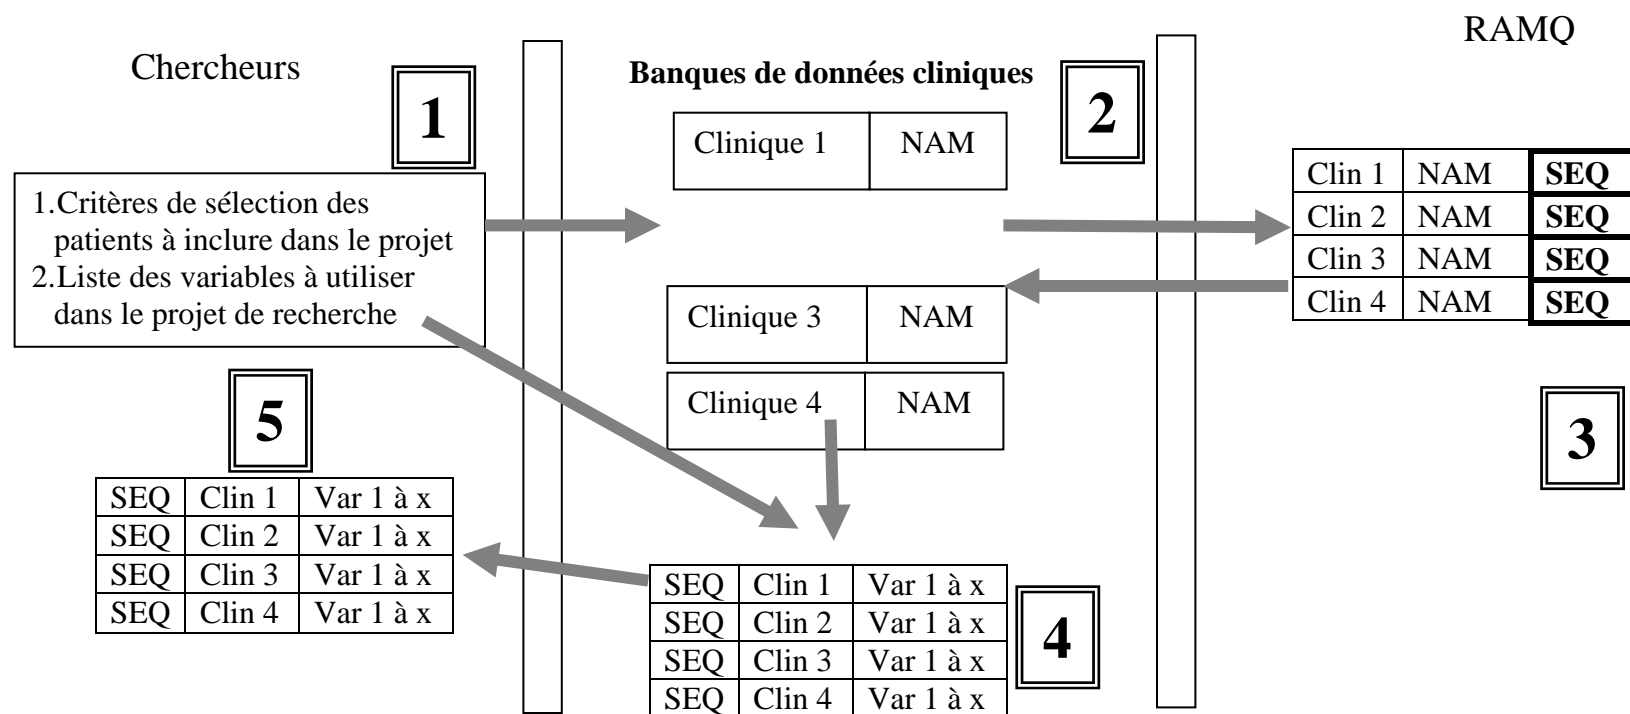 RAMQ
Chercheurs
Banques de données cliniques
1
2
Clinique 1 NAM
Clin 1 NAM SEQ
Clin 2 NAM SEQ
Clin 3 NAM SEQ
Clin 4 NAM SEQ
1.Critères de sélection des
patients à inclure dans le projet
2.Liste des variables à utiliser
dans le projet de recherche
Clinique 3 NAM
Clinique 4 NAM
3
5
SEQ Clin 1 Var 1 à x
SEQ Clin 2 Var 1 à x
SEQ Clin 3 Var 1 à x
SEQ Clin 4 Var 1 à x
SEQ Clin 1 Var 1 à x
SEQ Clin 2 Var 1 à x
SEQ Clin 3 Var 1 à x
SEQ Clin 4 Var 1 à x
4